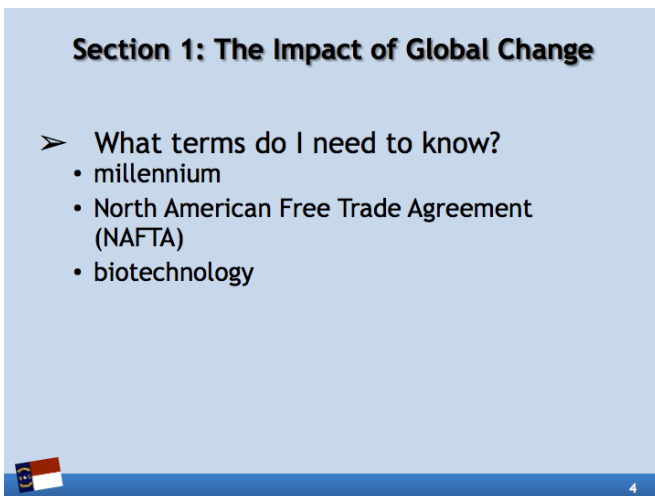 Section 1: The Impact of Global Change
➢ What terms do I need to know?
• millennium
• North American Free Trade Agreement
(NAFTA)
• biotechnology
4